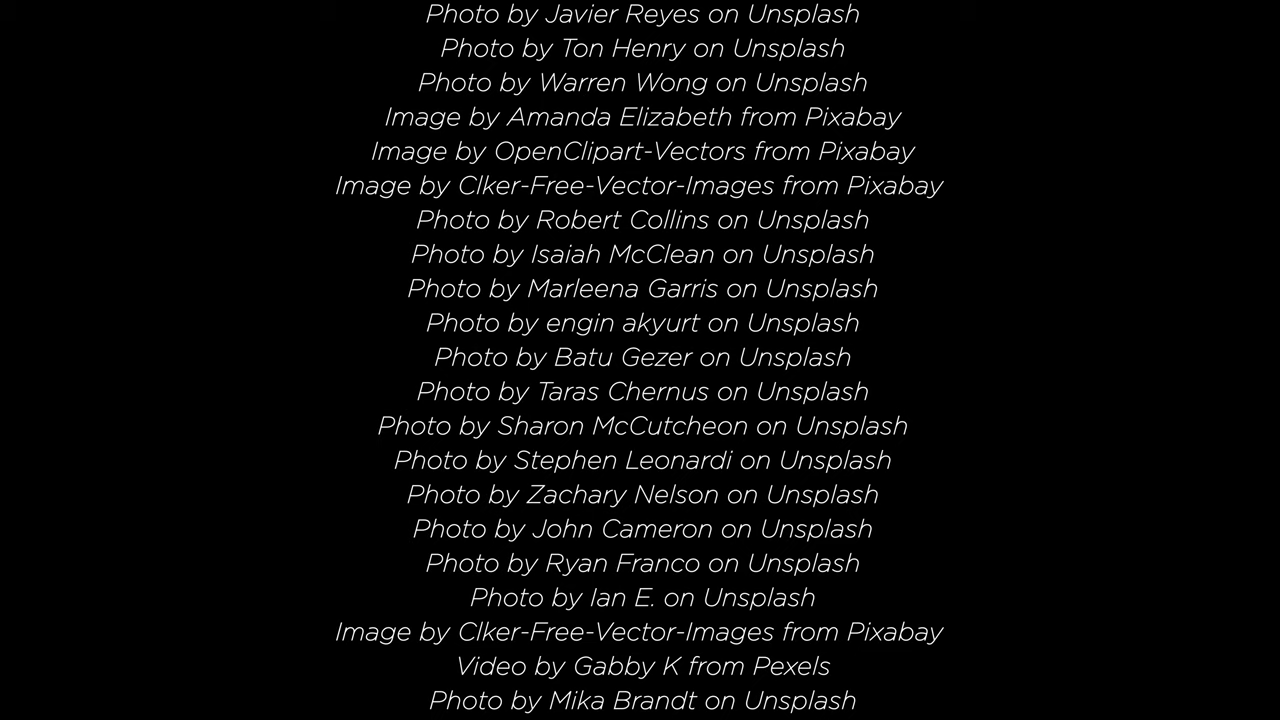 Photo by Javier Reyes on Unsplash
Photo by Ton Henry on Unsplash
Photo by Warren Wong on Unsplash
Image by Amanda Elizabeth from Pixabay
Image by OpenClipart-Vectors from Pixabay
Image by Clker-Free-Vector-Images from Pixabay
Photo by Robert Collins on Unsplash
Photo by Isaiah McClean on Unsplash
Photo by Marleena Garris on Unsplash
Photo by engin akyurt on Unsplash
Photo by Batu Gezer on Unsplash
Photo by Taras Chernus on Unsplash
Photo by Sharon McCutcheon on Unsplash
Photo by Stephen Leonardi on Unsplash
Photo by Zachary Nelson on Unsplash
Photo by John Cameron on Unsplash
Photo by Ryan Franco on Unsplash
Photo by Ian E. on Unsplash
Image by Clker-Free-Vector-Images from Pixabay
Video by Gabby K from Pexels
Photo by Mika Brandt on Unsplash